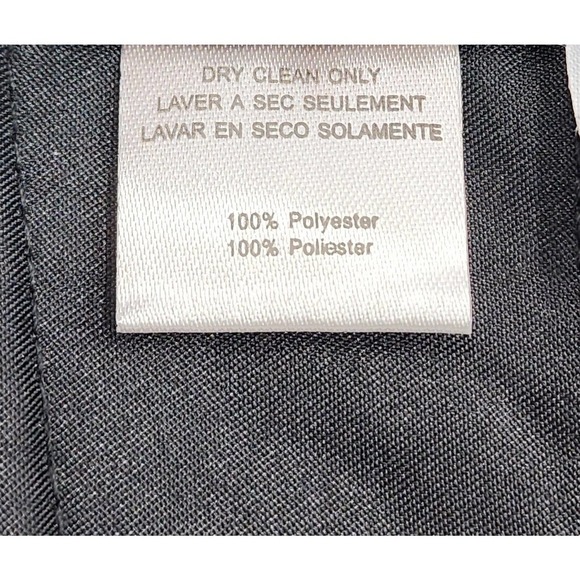 DRY CLEAN ONLY
LAVER A SEC SEULEMENT
LAVAR EN SECO SOLAMENTE
100% Polyester
100% Poliester